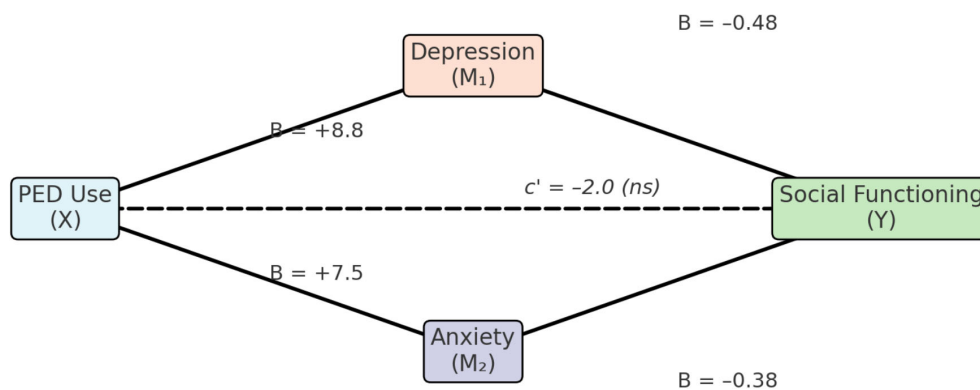 B = –0.48
Depression
(M₁)
B = +8.8
c' = –2.0 (ns)
PED Use
(X)
Social Functioning
(Y)
B = +7.5
Anxiety
(M₂)
B = –0.38